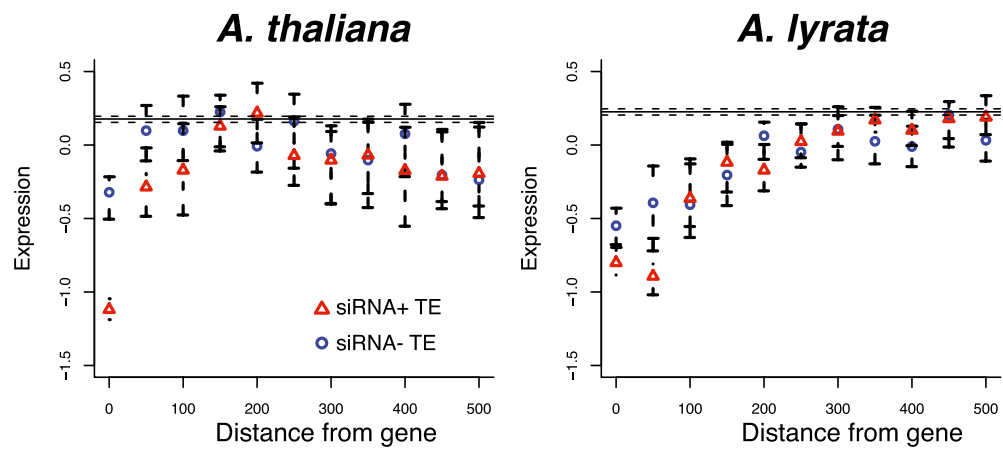 A. thaliana
A. lyrata
0.5
0.0
−0.5
−1.0
−1.5
Expression
siRNA+ TE
siRNA- TE
0 100 200 300 400 500
Distance from gene
0.5
0.0
−0.5
−1.0
−1.5
Expression
0 100 200 300 400 500
Distance from gene